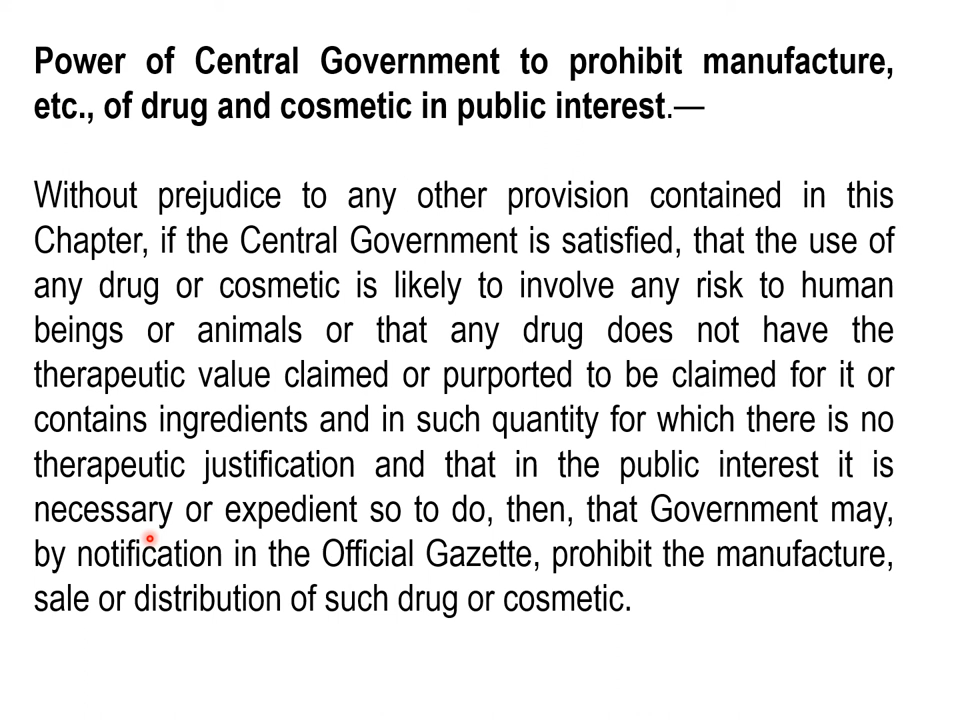 Power of Central Government to prohibit manufacture,
etc., of drug and cosmetic in public interest.—
Without prejudice to any other provision contained in this
Chapter, if the Central Government is satisfied, that the use of
any drug or cosmetic is likely to involve any risk to human
beings or animals or that any drug does not have the
therapeutic value claimed or purported to be claimed for it or
contains ingredients and in such quantity for which there is no
therapeutic justification and that in the public interest it is
necessary or expedient so to do, then, that Government may,
by notification in the Official Gazette, prohibit the manufacture,
sale or distribution of such drug or cosmetic.